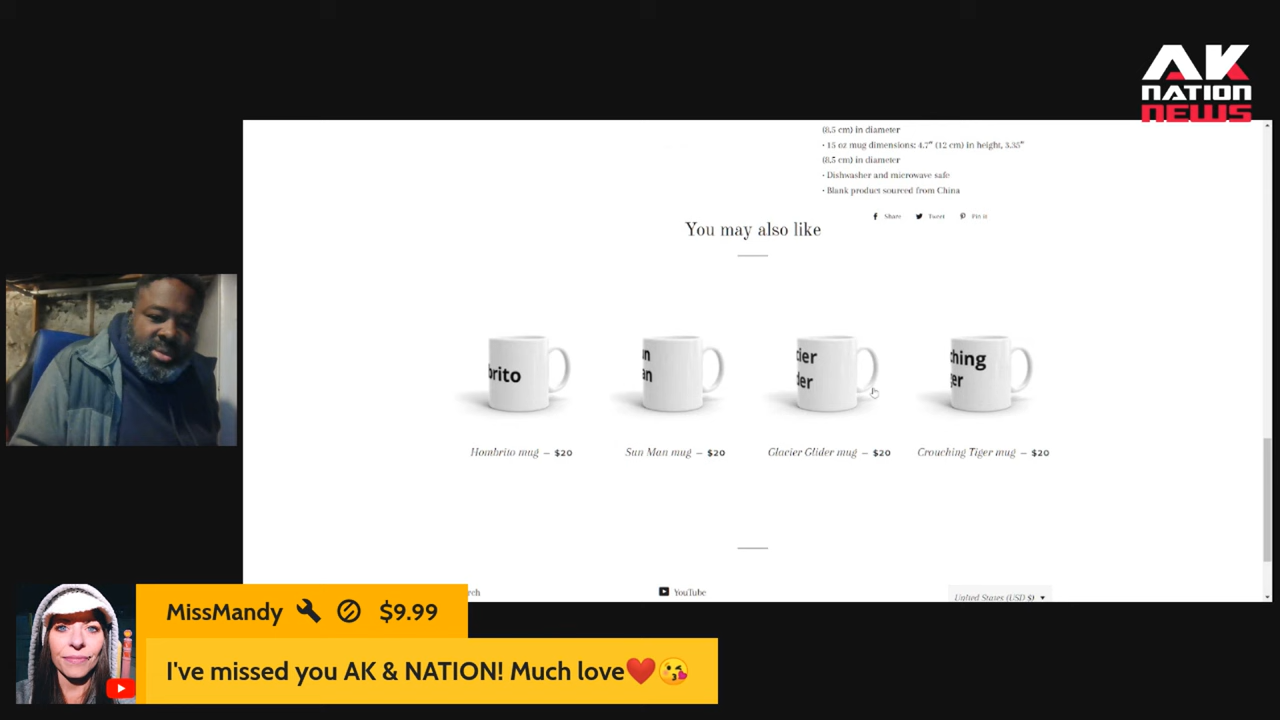 AK
NATION
NEWS
(8.5 cm) in diameter
• 15 oz mug dimensions: 4.7″ (12 cm) in height, 3.35″
(8.5 cm) in diameter
• Dishwasher and microwave safe
• Blank product sourced from China
Share Tweet Pin it
You may also like
brito
un
an
cier
der
ching
ger
Hombrito mug — $20
Sun Man mug — $20
Glacier Glider mug — $20
Crouching Tiger mug — $20
rch
YouTube
United States (USD $)
MissMandy $9.99
I've missed you AK & NATION! Much love❤️😘